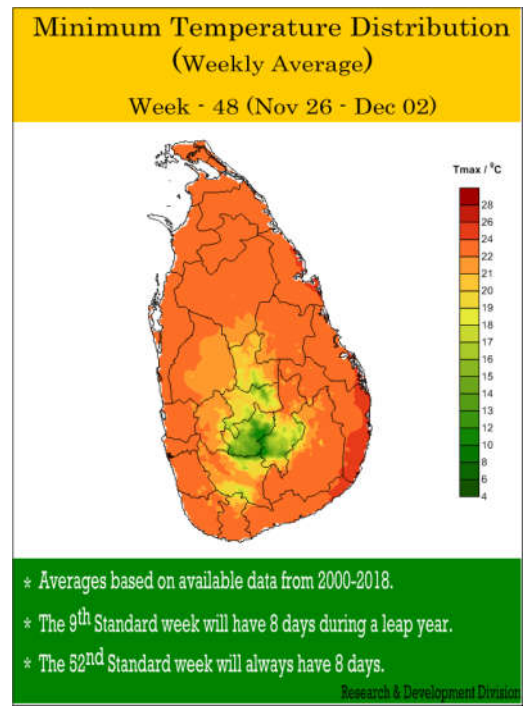 Minimum Temperature Distribution
(Weekly Average)
Week - 48 (Nov 26 - Dec 02)
Tmax / ⁰C
28
26
24
22
21
20
19
18
17
16
15
14
13
12
10
8
6
4
* Averages based on available data from 2000-2018.
* The 9th Standard week will have 8 days during a leap year.
* The 52nd Standard week will always have 8 days.
Research & Development Division